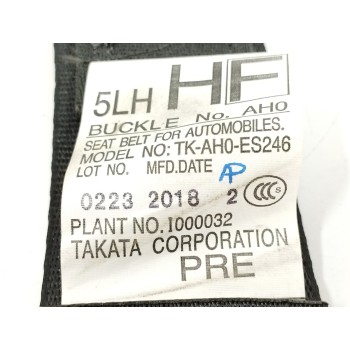 5LH HF
BUCKLE No. AH0
SEAT BELT FOR AUTOMOBILES.
MODEL NO: TK-AH0-ES246
LOT NO. MFD.DATE AP
0223 2018 2 CCC
PLANT NO. I000032
TAKATA CORPORATION
PRE